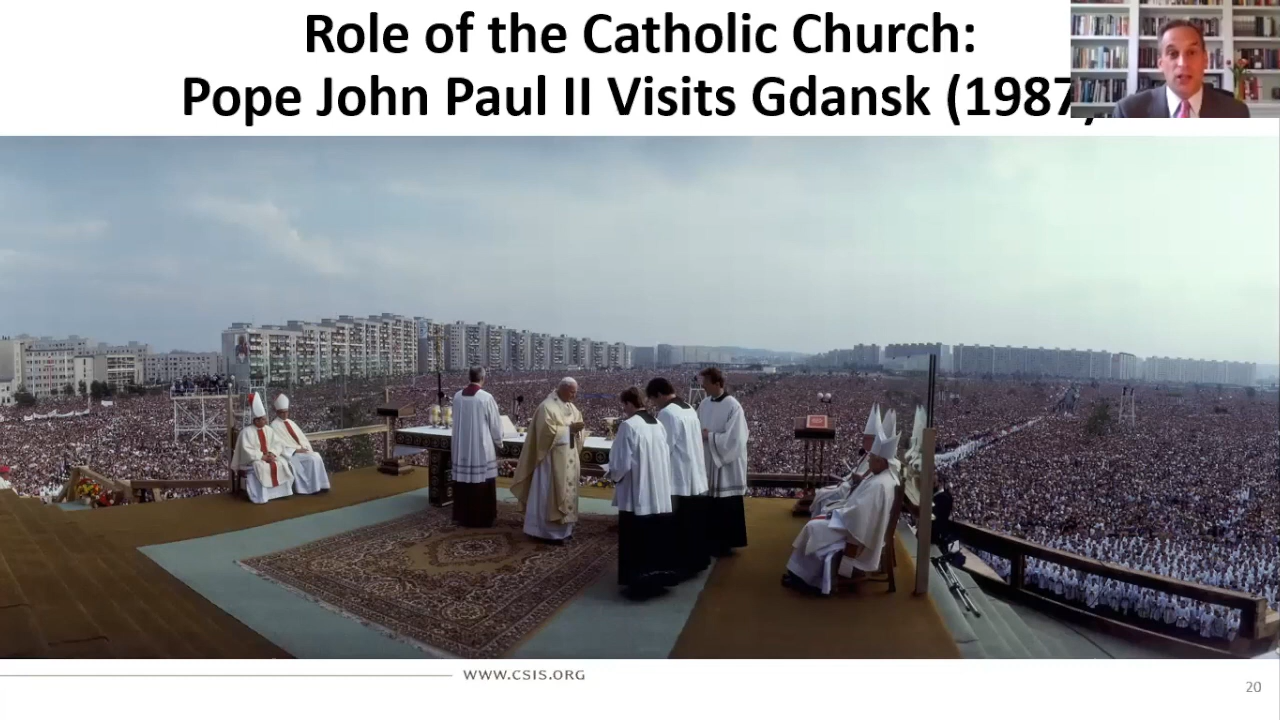 Role of the Catholic Church:
Pope John Paul II Visits Gdansk (1987)
WWW.CSIS.ORG
20